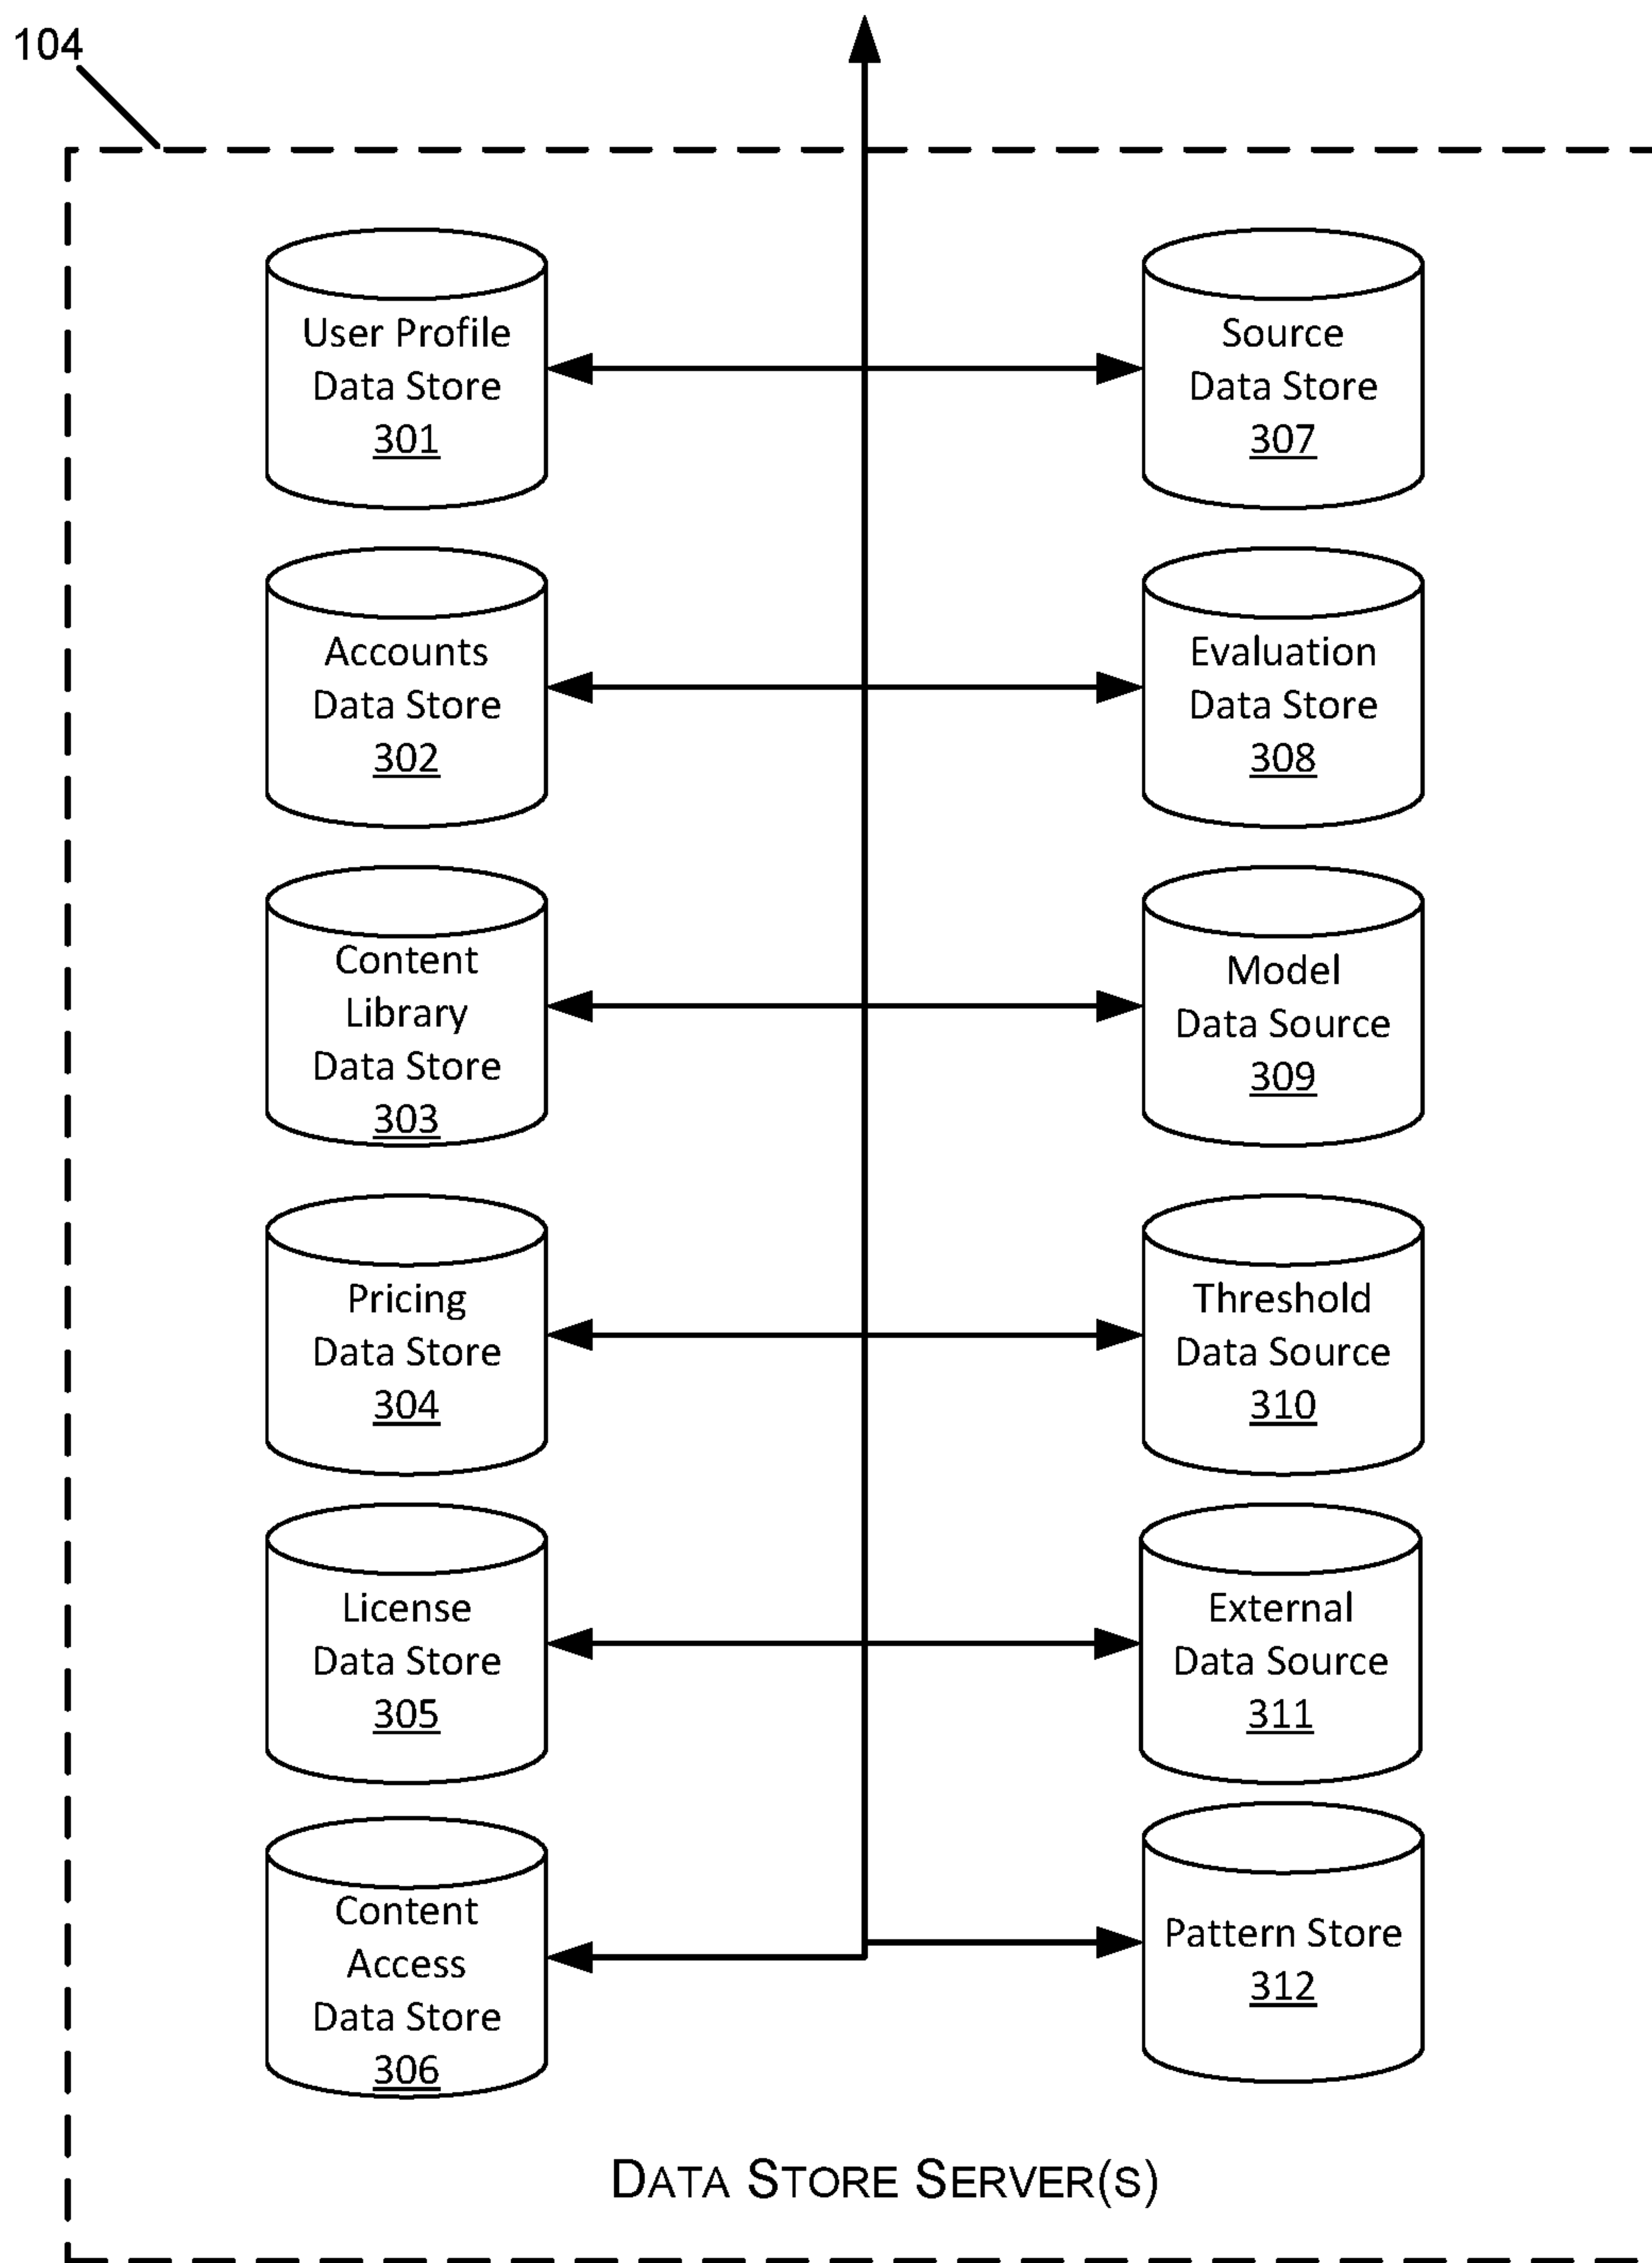 104
User Profile
Data Store
301
Source
Data Store
307
Accounts
Data Store
302
Evaluation
Data Store
308
Content
Library
Data Store
303
Model
Data Source
309
Pricing
Data Store
304
Threshold
Data Source
310
License
Data Store
305
External
Data Source
311
Content
Access
Data Store
306
Pattern Store
312
DATA STORE SERVER(S)